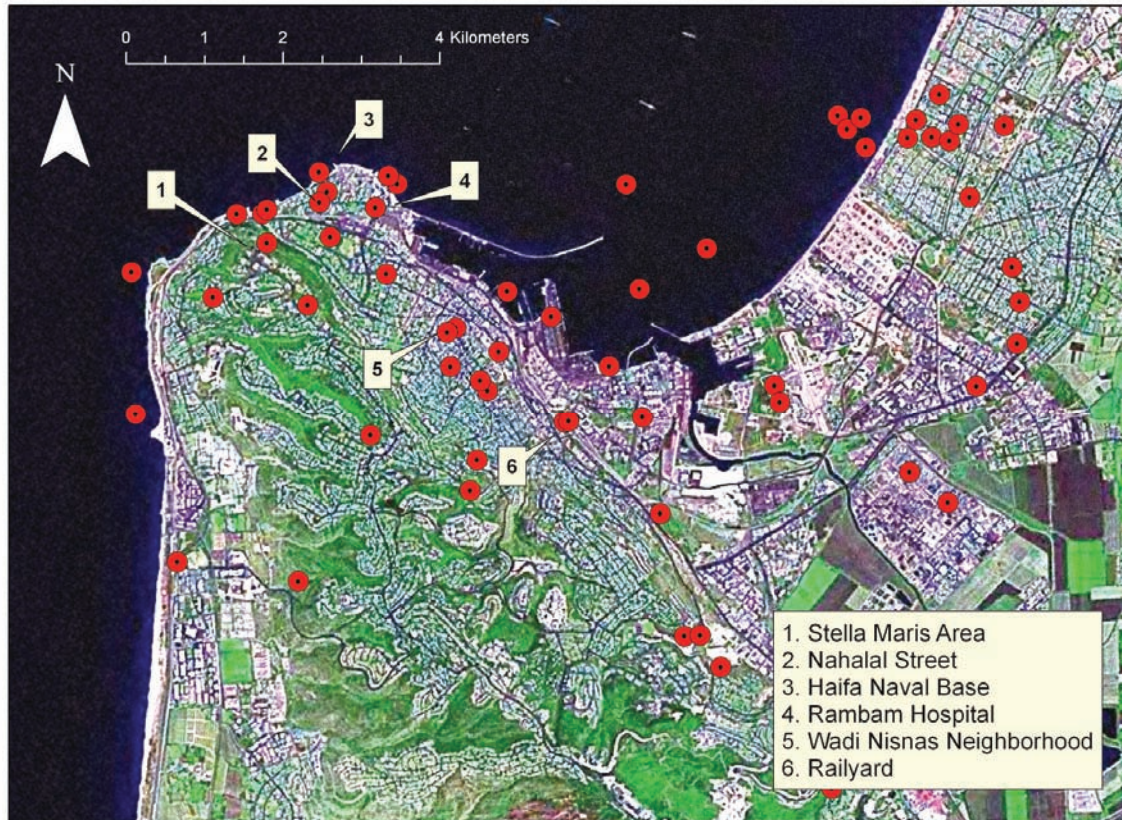 0 1 2 4 Kilometers
N
3
2
4
1
5
6
1. Stella Maris Area
2. Nahalal Street
3. Haifa Naval Base
4. Rambam Hospital
5. Wadi Nisnas Neighborhood
6. Railyard